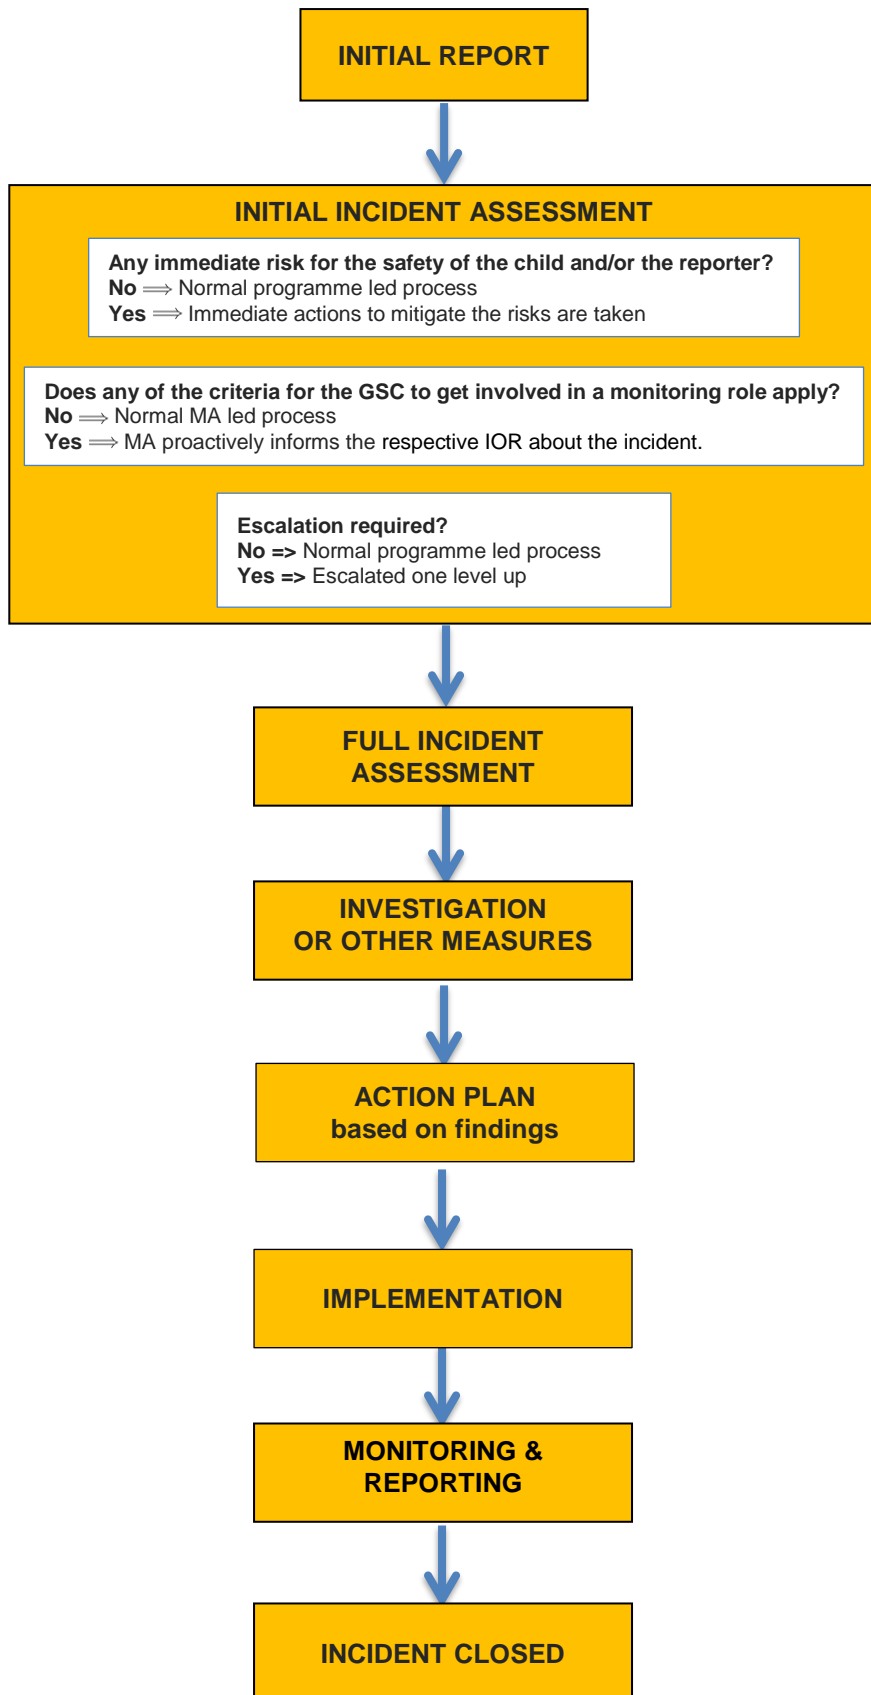 INITIAL REPORT
INITIAL INCIDENT ASSESSMENT
Any immediate risk for the safety of the child and/or the reporter?
No ⟹ Normal programme led process
Yes ⟹ Immediate actions to mitigate the risks are taken
Does any of the criteria for the GSC to get involved in a monitoring role apply?
No ⟹ Normal MA led process
Yes ⟹ MA proactively informs the respective IOR about the incident.
Escalation required?
No => Normal programme led process
Yes => Escalated one level up
FULL INCIDENT
ASSESSMENT
INVESTIGATION
OR OTHER MEASURES
ACTION PLAN
based on findings
IMPLEMENTATION
MONITORING &
REPORTING
INCIDENT CLOSED